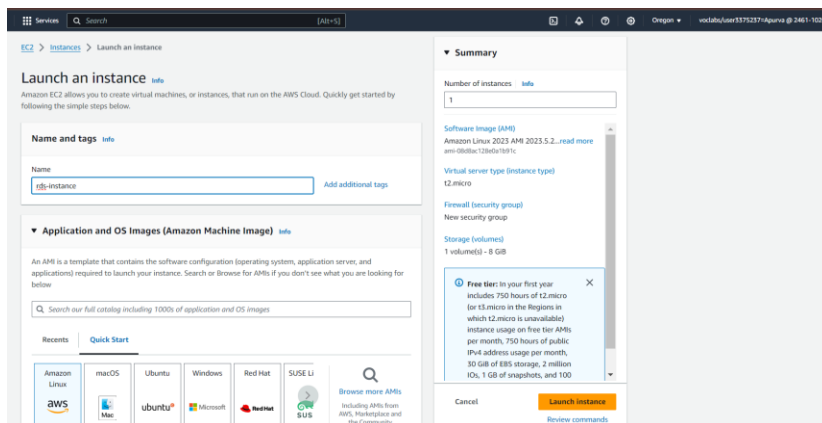 Services
Search
[Alt+S]
Oregon
voclabs/user3375237=Apurva @ 2461-102
EC2 > Instances > Launch an instance
Launch an instance Info
Amazon EC2 allows you to create virtual machines, or instances, that run on the AWS Cloud. Quickly get started by
following the simple steps below.
Name and tags Info
Name
rds-instance
Add additional tags
Application and OS Images (Amazon Machine Image) Info
An AMI is a template that contains the software configuration (operating system, application server, and
applications) required to launch your instance. Search or Browse for AMIs if you don't see what you are looking for
below
Search our full catalog including 1000s of application and OS images
Recents
Quick Start
Amazon
Linux
aws
macOS
Mac
Ubuntu
ubuntu
Windows
Microsoft
Red Hat
Red Hat
SUSE Li
SUS
Browse more AMIs
Including AMIs from
AWS, Marketplace and
the Community
Summary
Number of instances Info
1
Software Image (AMI)
Amazon Linux 2023 AMI 2023.5.2...read more
ami-08d8ac128e0a1b91c
Virtual server type (instance type)
t2.micro
Firewall (security group)
New security group
Storage (volumes)
1 volume(s) - 8 GiB
Free tier: In your first year
includes 750 hours of t2.micro
(or t3.micro in the Regions in
which t2.micro is unavailable)
instance usage on free tier AMIs
per month, 750 hours of public
IPv4 address usage per month,
30 GiB of EBS storage, 2 million
IOs, 1 GB of snapshots, and 100
Cancel
Launch instance
Review commands